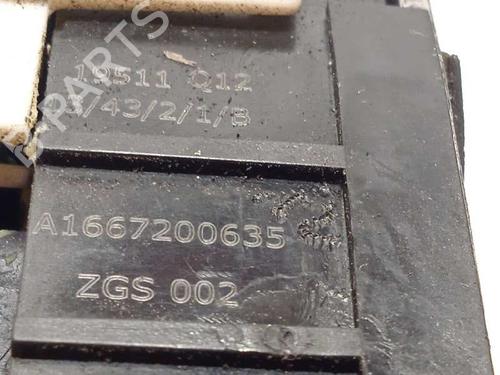 19511 Q12
/43/2/1/B
A1667200635
ZGS 002
B-PARTS